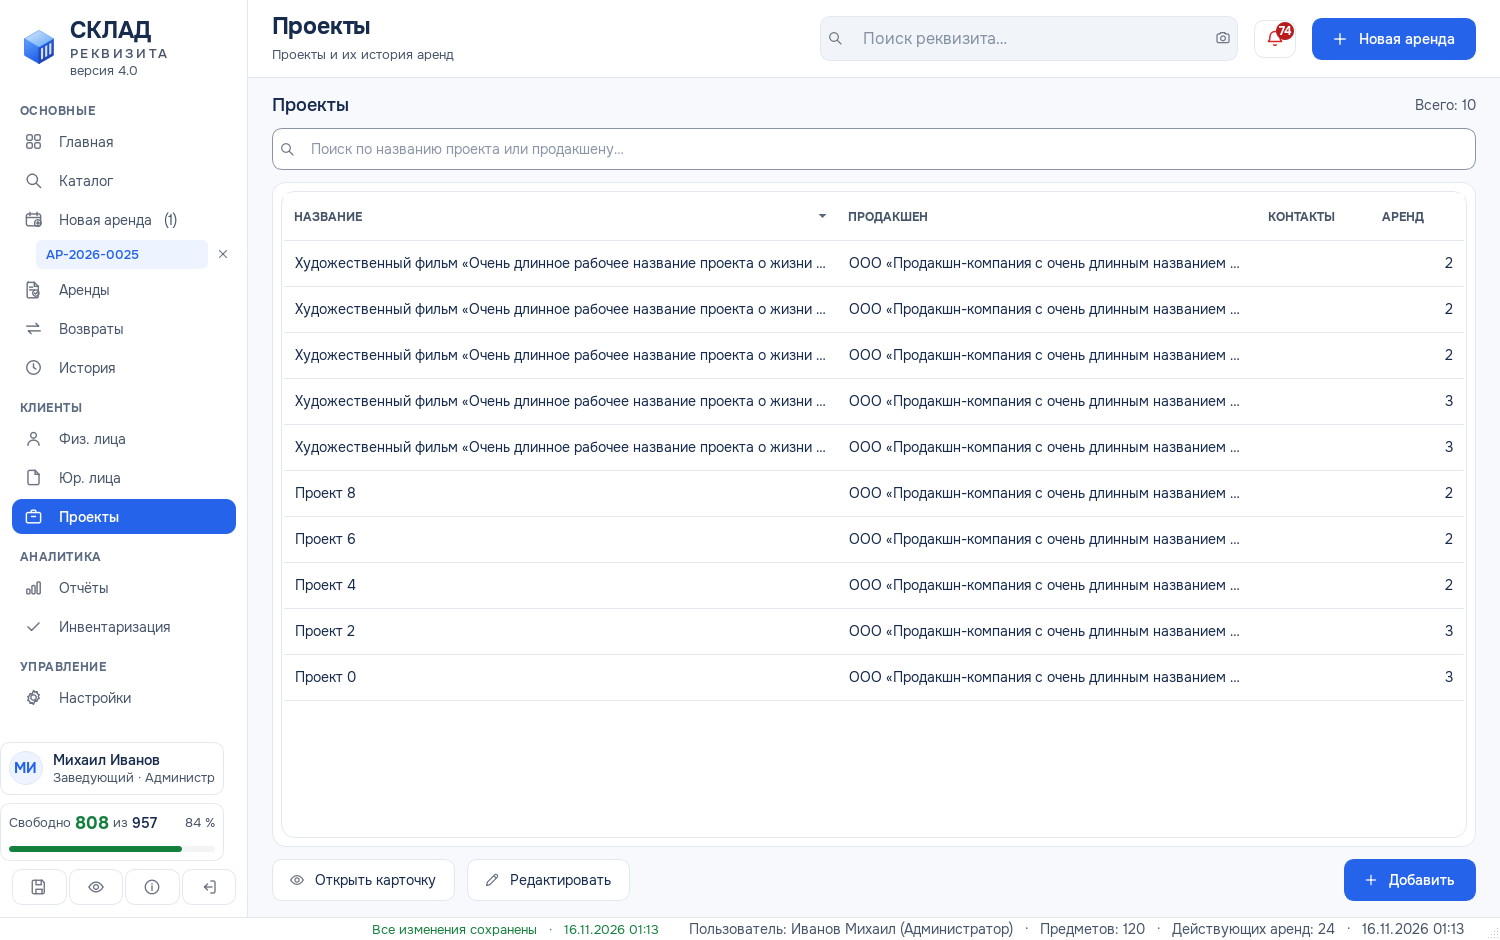 СКЛАД
РЕКВИЗИТА
версия 4.0
ОСНОВНЫЕ
Главная
Каталог
Новая аренда (1)
АР-2026-0025
Аренды
Возвраты
История
КЛИЕНТЫ
Физ. лица
Юр. лица
Проекты
АНАЛИТИКА
Отчёты
Инвентаризация
УПРАВЛЕНИЕ
Настройки
МИ
Михаил Иванов
Заведующий · Администр
Свободно 808 из 957 84 %
Проекты
Проекты и их история аренд
Поиск реквизита...
74
Новая аренда
Проекты
Всего: 10
Поиск по названию проекта или продакшену...
НАЗВАНИЕ ПРОДАКШЕН КОНТАКТЫ АРЕНД
Художественный фильм «Очень длинное рабочее название проекта о жизни ... ООО «Продакшн-компания с очень длинным названием ... 2
Художественный фильм «Очень длинное рабочее название проекта о жизни ... ООО «Продакшн-компания с очень длинным названием ... 2
Художественный фильм «Очень длинное рабочее название проекта о жизни ... ООО «Продакшн-компания с очень длинным названием ... 2
Художественный фильм «Очень длинное рабочее название проекта о жизни ... ООО «Продакшн-компания с очень длинным названием ... 3
Художественный фильм «Очень длинное рабочее название проекта о жизни ... ООО «Продакшн-компания с очень длинным названием ... 3
Проект 8 ООО «Продакшн-компания с очень длинным названием ... 2
Проект 6 ООО «Продакшн-компания с очень длинным названием ... 2
Проект 4 ООО «Продакшн-компания с очень длинным названием ... 2
Проект 2 ООО «Продакшн-компания с очень длинным названием ... 3
Проект 0 ООО «Продакшн-компания с очень длинным названием ... 3
Открыть карточку
Редактировать
Добавить
Все изменения сохранены · 16.11.2026 01:13 Пользователь: Иванов Михаил (Администратор) · Предметов: 120 · Действующих аренд: 24 · 16.11.2026 01:13